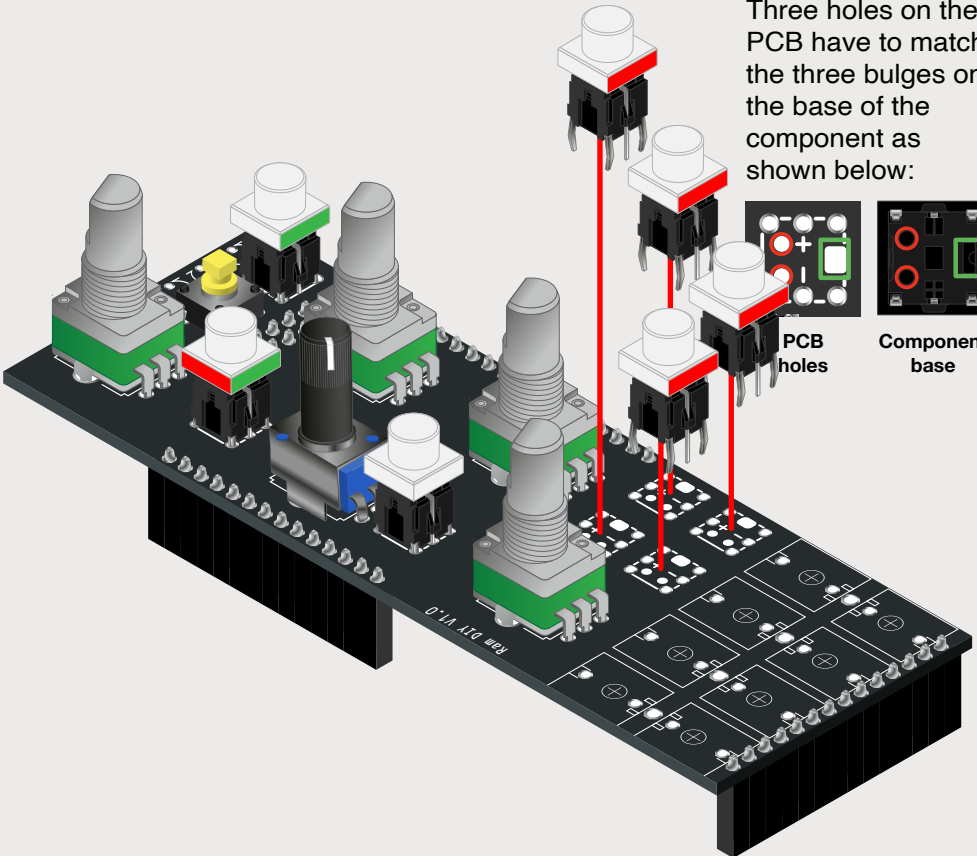 Three holes on the
PCB have to match
the three bulges on
the base of the
component as
shown below:
PCB
holes
Component
base
Ram DIY V1.0